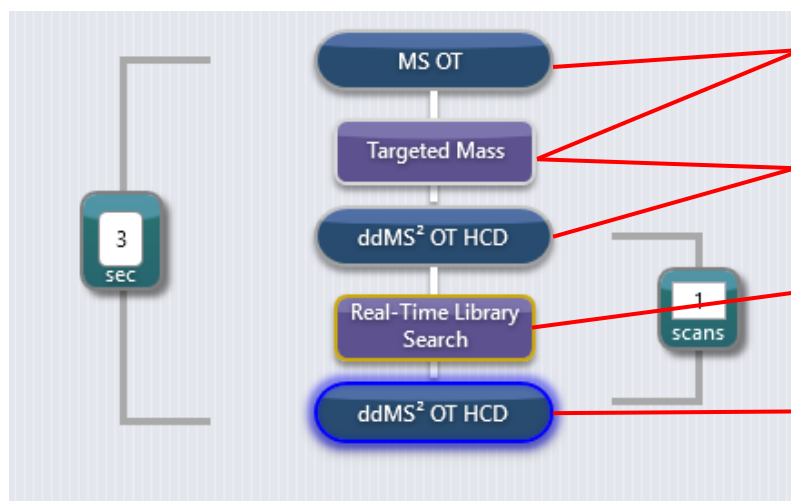 MS OT
Targeted Mass
3
sec
ddMS² OT HCD
Real-Time Library
Search
1
scans
ddMS² OT HCD